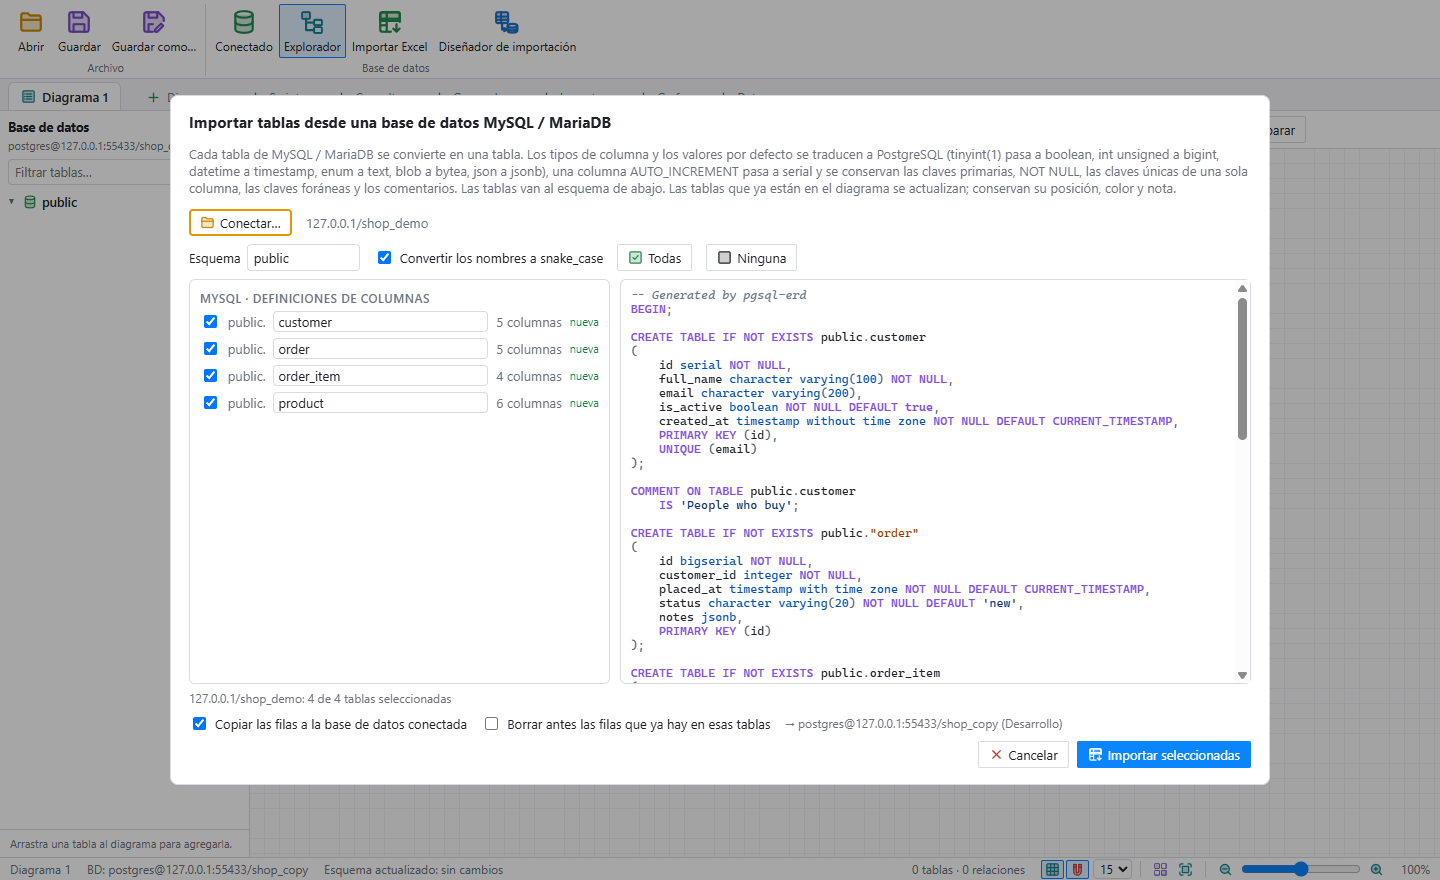 Abrir
Guardar
Guardar como...
Conectado
Explorador
Importar Excel
Diseñador de importación
Archivo
Base de datos
Diagrama 1
Base de datos
postgres@127.0.0.1:55433/shop_
Filtrar tablas...
public
Importar tablas desde una base de datos MySQL / MariaDB
Cada tabla de MySQL / MariaDB se convierte en una tabla. Los tipos de columna y los valores por defecto se traducen a PostgreSQL (tinyint(1) pasa a boolean, int unsigned a bigint,
datetime a timestamp, enum a text, blob a bytea, json a jsonb), una columna AUTO_INCREMENT pasa a serial y se conservan las claves primarias, NOT NULL, las claves únicas de una sola
columna, las claves foráneas y los comentarios. Las tablas van al esquema de abajo. Las tablas que ya están en el diagrama se actualizan; conservan su posición, color y nota.
Conectar... 127.0.0.1/shop_demo
Esquema public Convertir los nombres a snake_case Todas Ninguna
MYSQL · DEFINICIONES DE COLUMNAS
public. customer 5 columnas nueva
public. order 5 columnas nueva
public. order_item 4 columnas nueva
public. product 6 columnas nueva
-- Generated by pgsql-erd
BEGIN;
CREATE TABLE IF NOT EXISTS public.customer
(
id serial NOT NULL,
full_name character varying(100) NOT NULL,
email character varying(200),
is_active boolean NOT NULL DEFAULT true,
created_at timestamp without time zone NOT NULL DEFAULT CURRENT_TIMESTAMP,
PRIMARY KEY (id),
UNIQUE (email)
);
COMMENT ON TABLE public.customer
IS 'People who buy';
CREATE TABLE IF NOT EXISTS public."order"
(
id bigserial NOT NULL,
customer_id integer NOT NULL,
placed_at timestamp with time zone NOT NULL DEFAULT CURRENT_TIMESTAMP,
status character varying(20) NOT NULL DEFAULT 'new',
notes jsonb,
PRIMARY KEY (id)
);
CREATE TABLE IF NOT EXISTS public.order_item
127.0.0.1/shop_demo: 4 de 4 tablas seleccionadas
Copiar las filas a la base de datos conectada Borrar antes las filas que ya hay en esas tablas → postgres@127.0.0.1:55433/shop_copy (Desarrollo)
Cancelar Importar seleccionadas
Arrastra una tabla al diagrama para agregarla.
Diagrama 1 BD: postgres@127.0.0.1:55433/shop_copy Esquema actualizado: sin cambios 0 tablas · 0 relaciones 15 100%